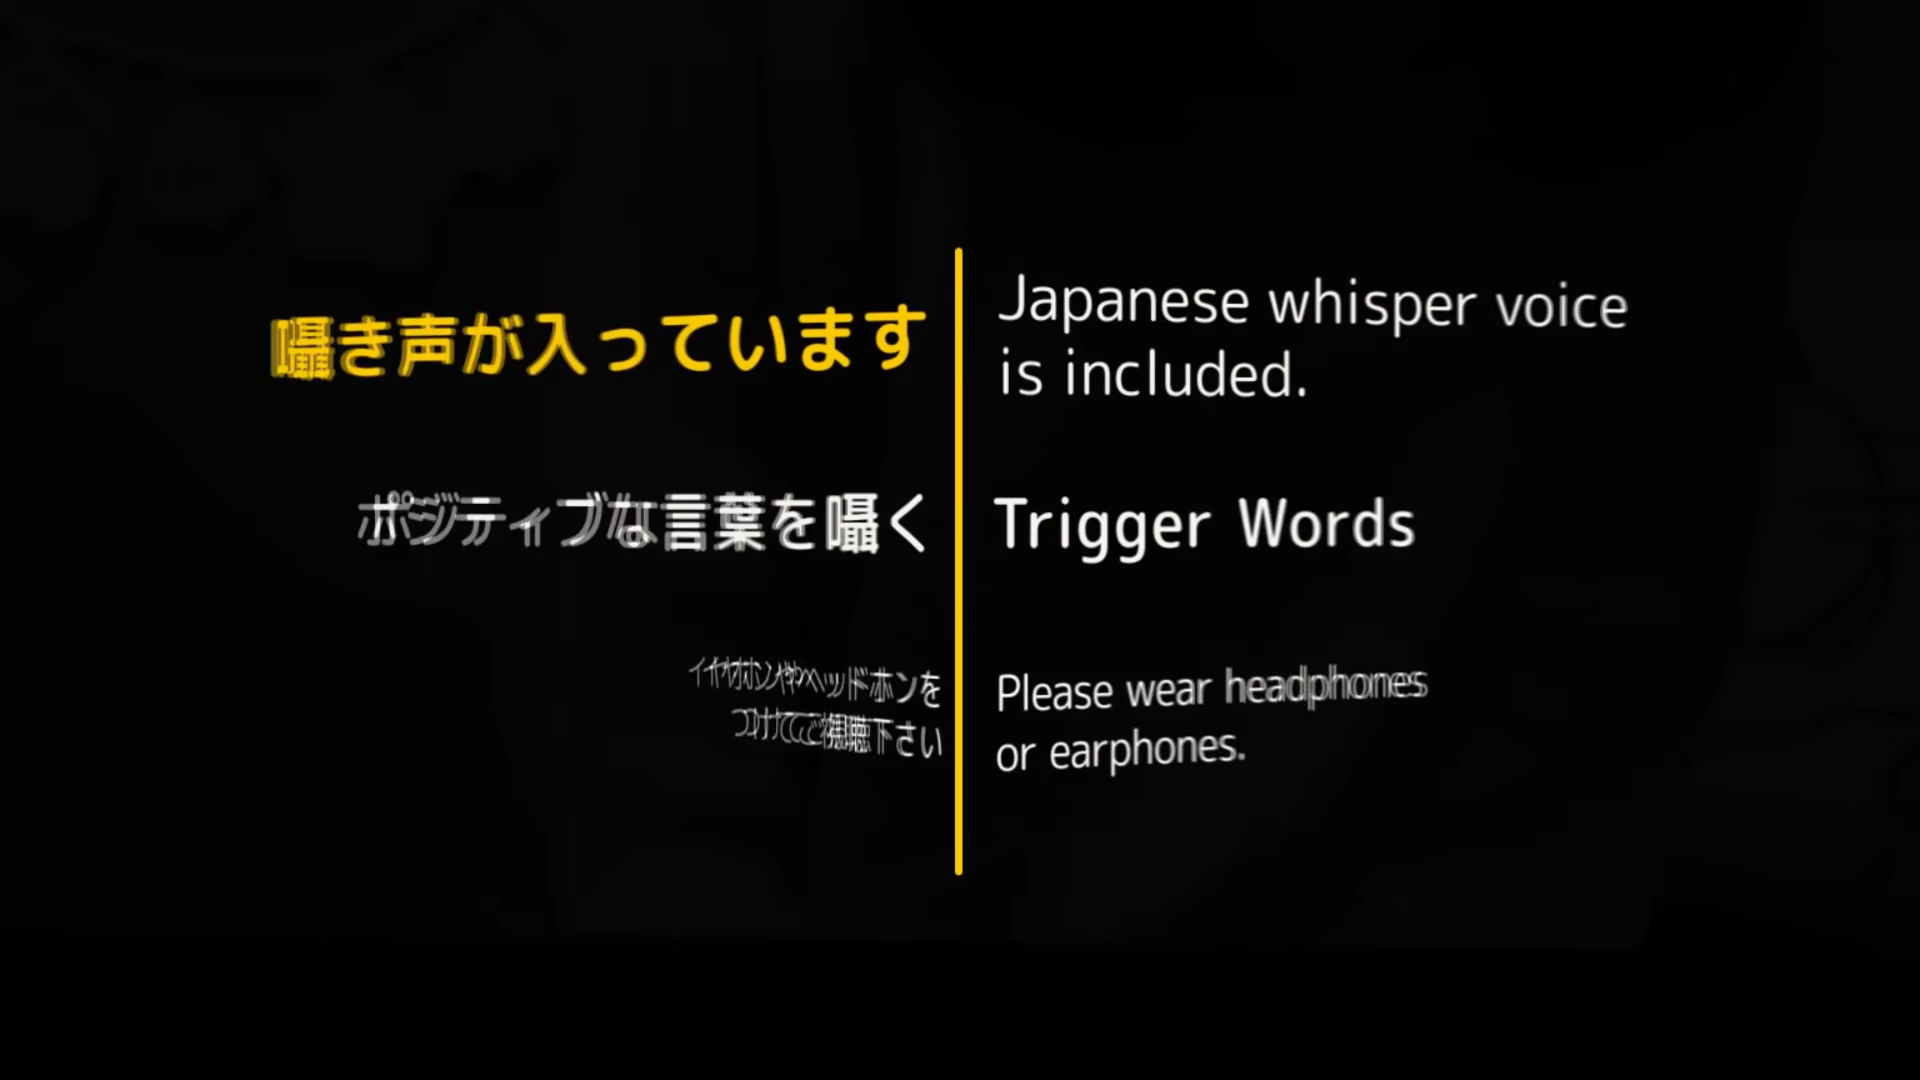 囁き声が入っています
Japanese whisper voice
is included.
ポジティブな言葉を囁く
Trigger Words
イヤホンやヘッドホンを
つけてご視聴下さい
Please wear headphones
or earphones.